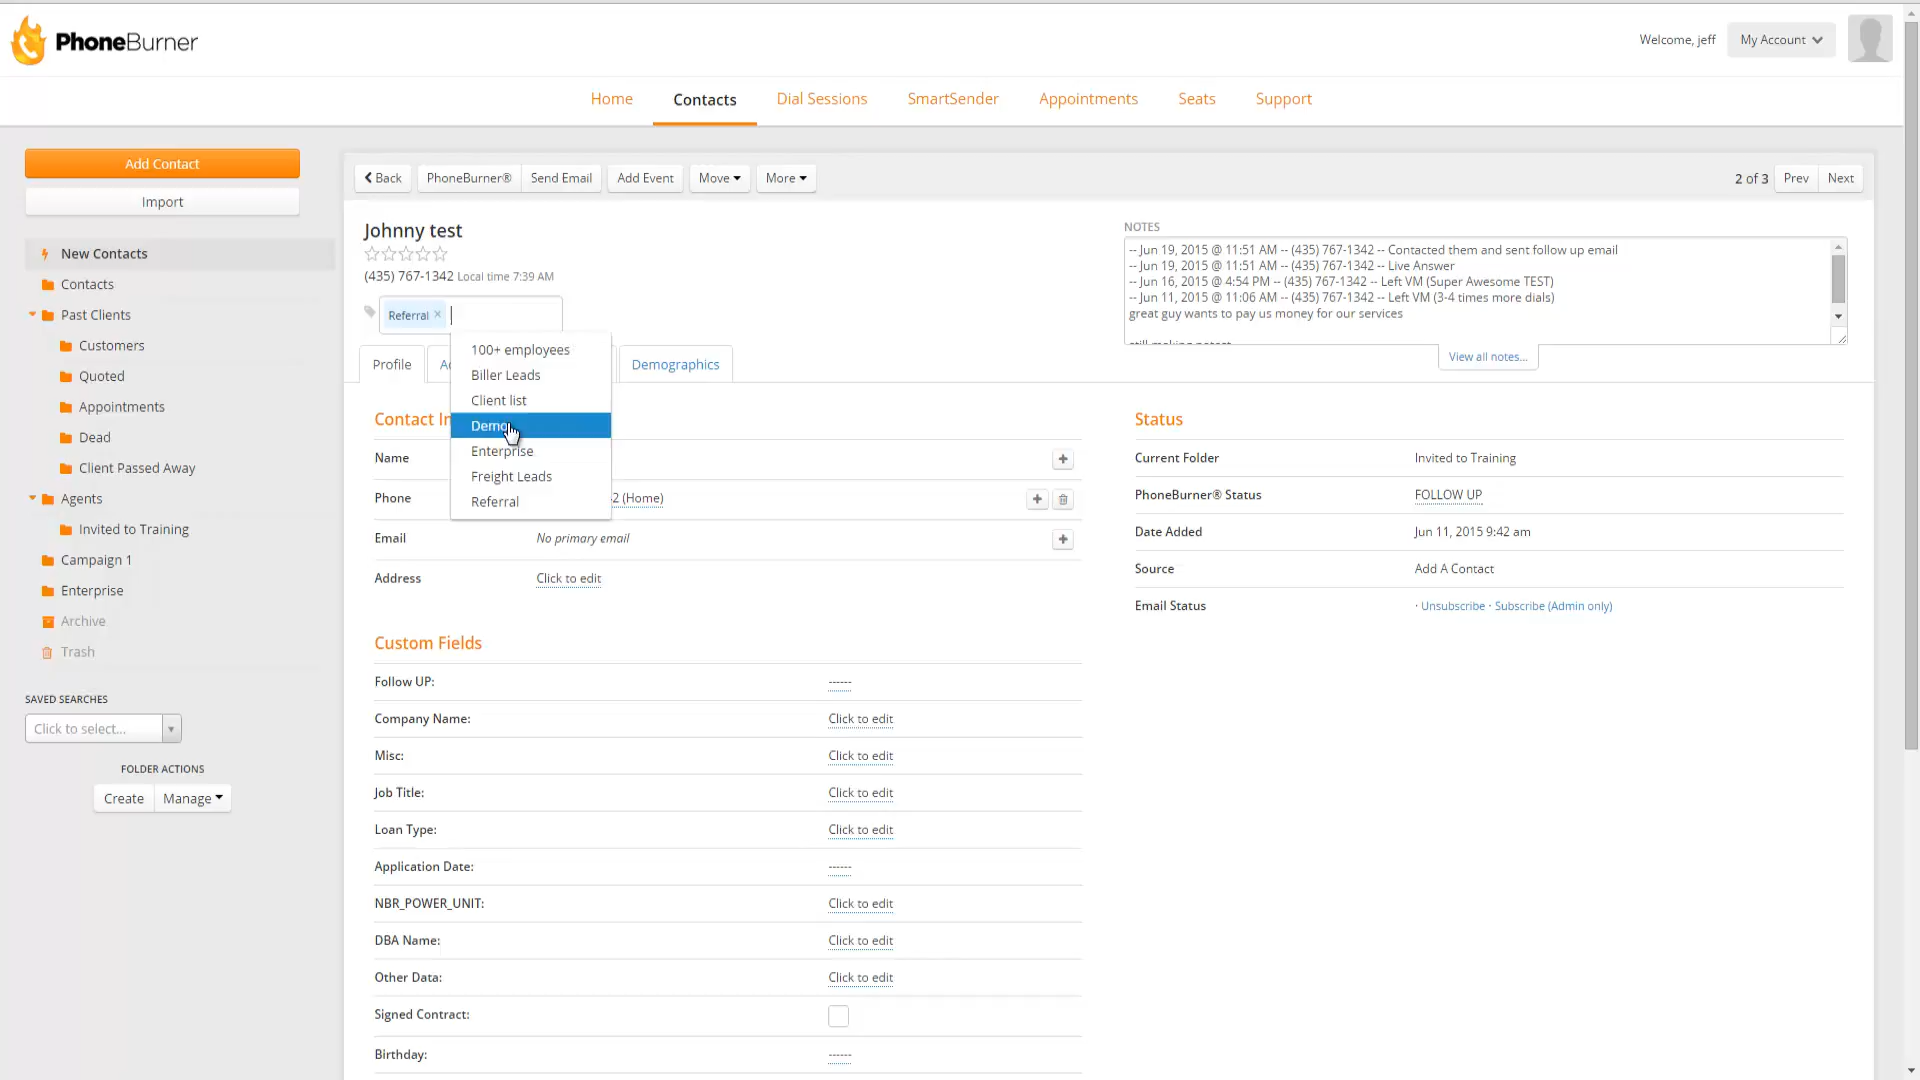 PhoneBurner
Welcome, jeff
My Account
Home
Contacts
Dial Sessions
SmartSender
Appointments
Seats
Support
Add Contact
Import
New Contacts
Contacts
Past Clients
Customers
Quoted
Appointments
Dead
Client Passed Away
Agents
Invited to Training
Campaign 1
Enterprise
Archive
Trash
SAVED SEARCHES
Click to select...
FOLDER ACTIONS
Create
Manage
Back
PhoneBurner®
Send Email
Add Event
Move
More
2 of 3
Prev
Next
Johnny test
(435) 767-1342 Local time 7:39 AM
Referral ×
100+ employees
Biller Leads
Client list
Demo
Enterprise
Freight Leads
Referral
NOTES
-- Jun 19, 2015 @ 11:51 AM -- (435) 767-1342 -- Contacted them and sent follow up email
-- Jun 19, 2015 @ 11:51 AM -- (435) 767-1342 -- Live Answer
-- Jun 16, 2015 @ 4:54 PM -- (435) 767-1342 -- Left VM (Super Awesome TEST)
-- Jun 11, 2015 @ 11:06 AM -- (435) 767-1342 -- Left VM (3-4 times more dials)
great guy wants to pay us money for our services
View all notes...
Profile
Demographics
Contact In
Name
Phone
2 (Home)
Email
No primary email
Address
Click to edit
Custom Fields
Follow UP:
------
Company Name:
Click to edit
Misc:
Click to edit
Job Title:
Click to edit
Loan Type:
Click to edit
Application Date:
------
NBR_POWER_UNIT:
Click to edit
DBA Name:
Click to edit
Other Data:
Click to edit
Signed Contract:
Birthday:
------
Status
Current Folder
Invited to Training
PhoneBurner® Status
FOLLOW UP
Date Added
Jun 11, 2015 9:42 am
Source
Add A Contact
Email Status
· Unsubscribe · Subscribe (Admin only)